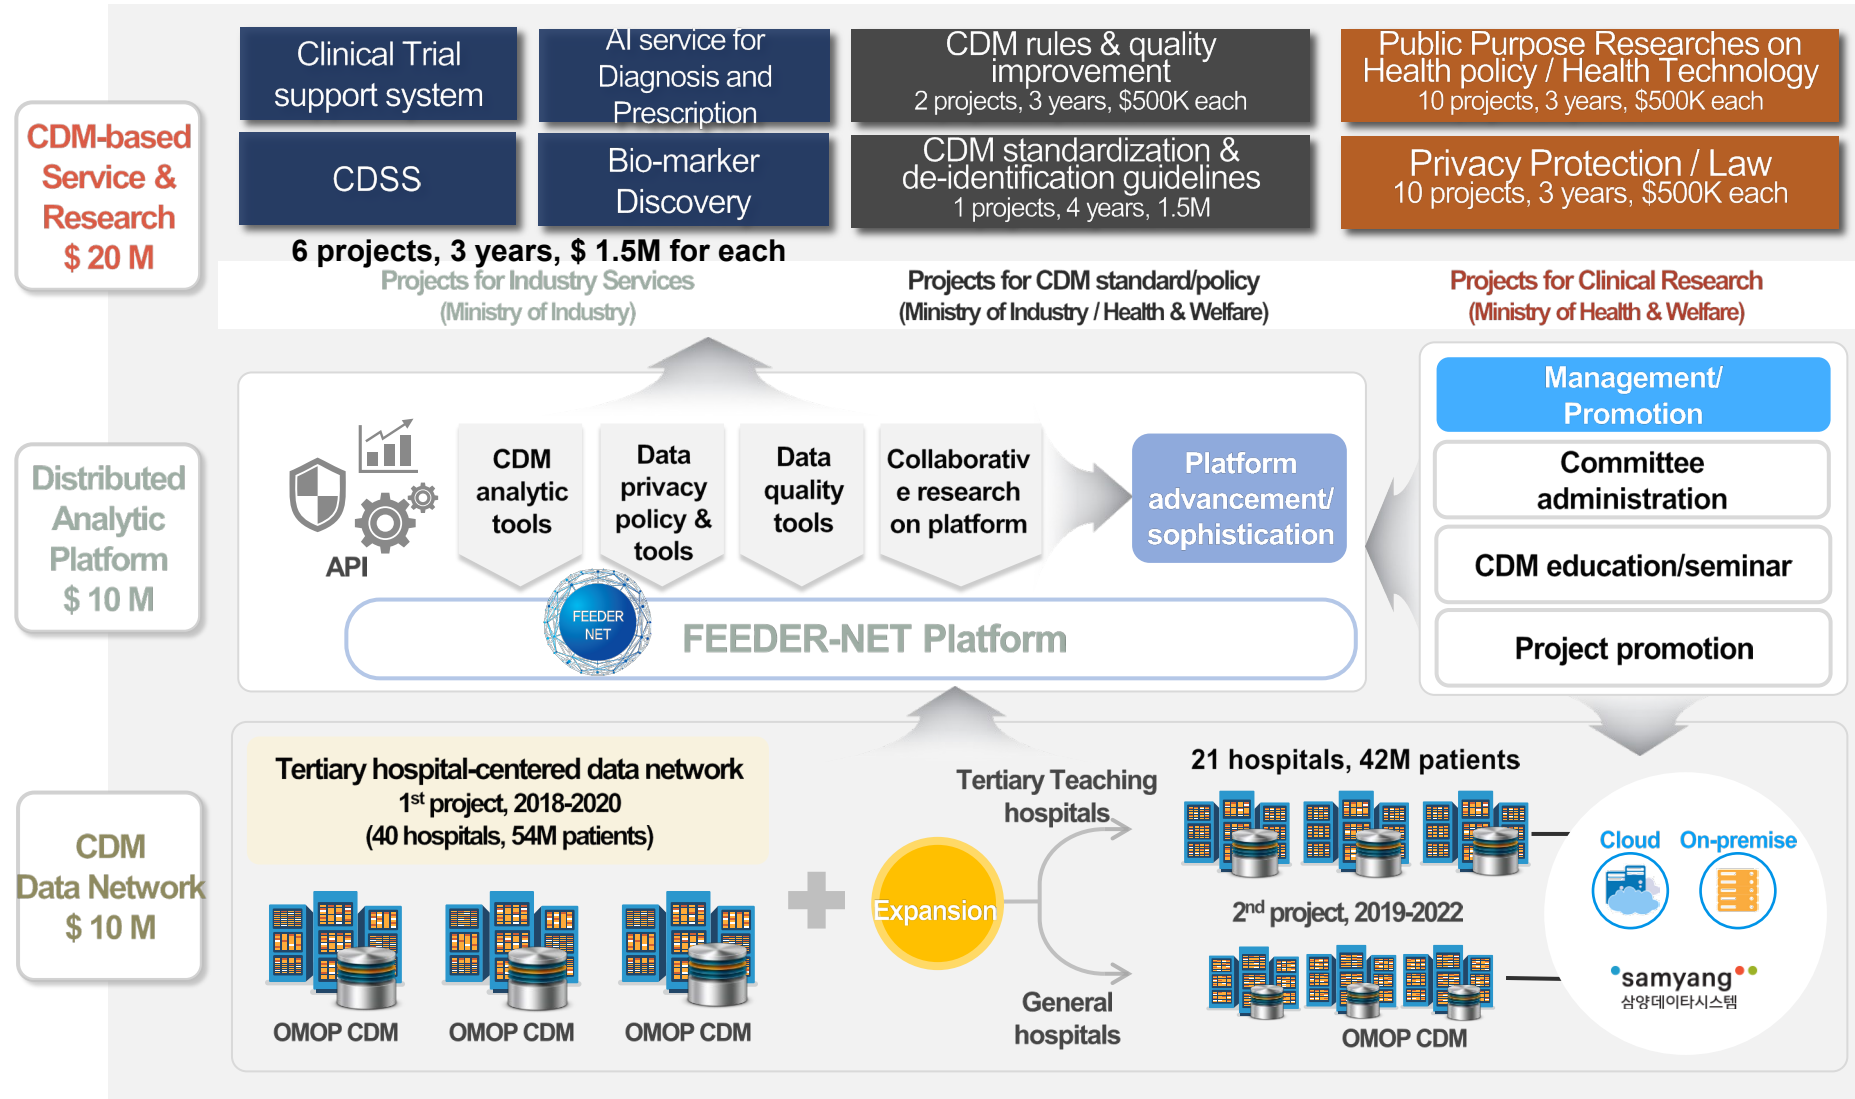 Clinical Trial
support system
AI service for
Diagnosis and
Prescription
CDM rules & quality
improvement
2 projects, 3 years, $500K each
Public Purpose Researches on
Health policy / Health Technology
10 projects, 3 years, $500K each
CDM-based
Service &
Research
$ 20 M
CDSS
Bio-marker
Discovery
CDM standardization &
de-identification guidelines
1 projects, 4 years, 1.5M
Privacy Protection / Law
10 projects, 3 years, $500K each
6 projects, 3 years, $ 1.5M for each
Projects for Industry Services
(Ministry of Industry)
Projects for CDM standard/policy
(Ministry of Industry / Health & Welfare)
Projects for Clinical Research
(Ministry of Health & Welfare)
Distributed
Analytic
Platform
$ 10 M
API
CDM
analytic
tools
Data
privacy
policy &
tools
Data
quality
tools
Collaborativ
e research
on platform
Platform
advancement/
sophistication
Management/
Promotion
Committee
administration
CDM education/seminar
Project promotion
FEEDER
NET
FEEDER-NET Platform
CDM
Data Network
$ 10 M
Tertiary hospital-centered data network
1st project, 2018-2020
(40 hospitals, 54M patients)
OMOP CDM
OMOP CDM
OMOP CDM
Expansion
Tertiary Teaching
hospitals
General
hospitals
21 hospitals, 42M patients
2nd project, 2019-2022
OMOP CDM
Cloud
On-premise
samyang
삼양데이타시스템